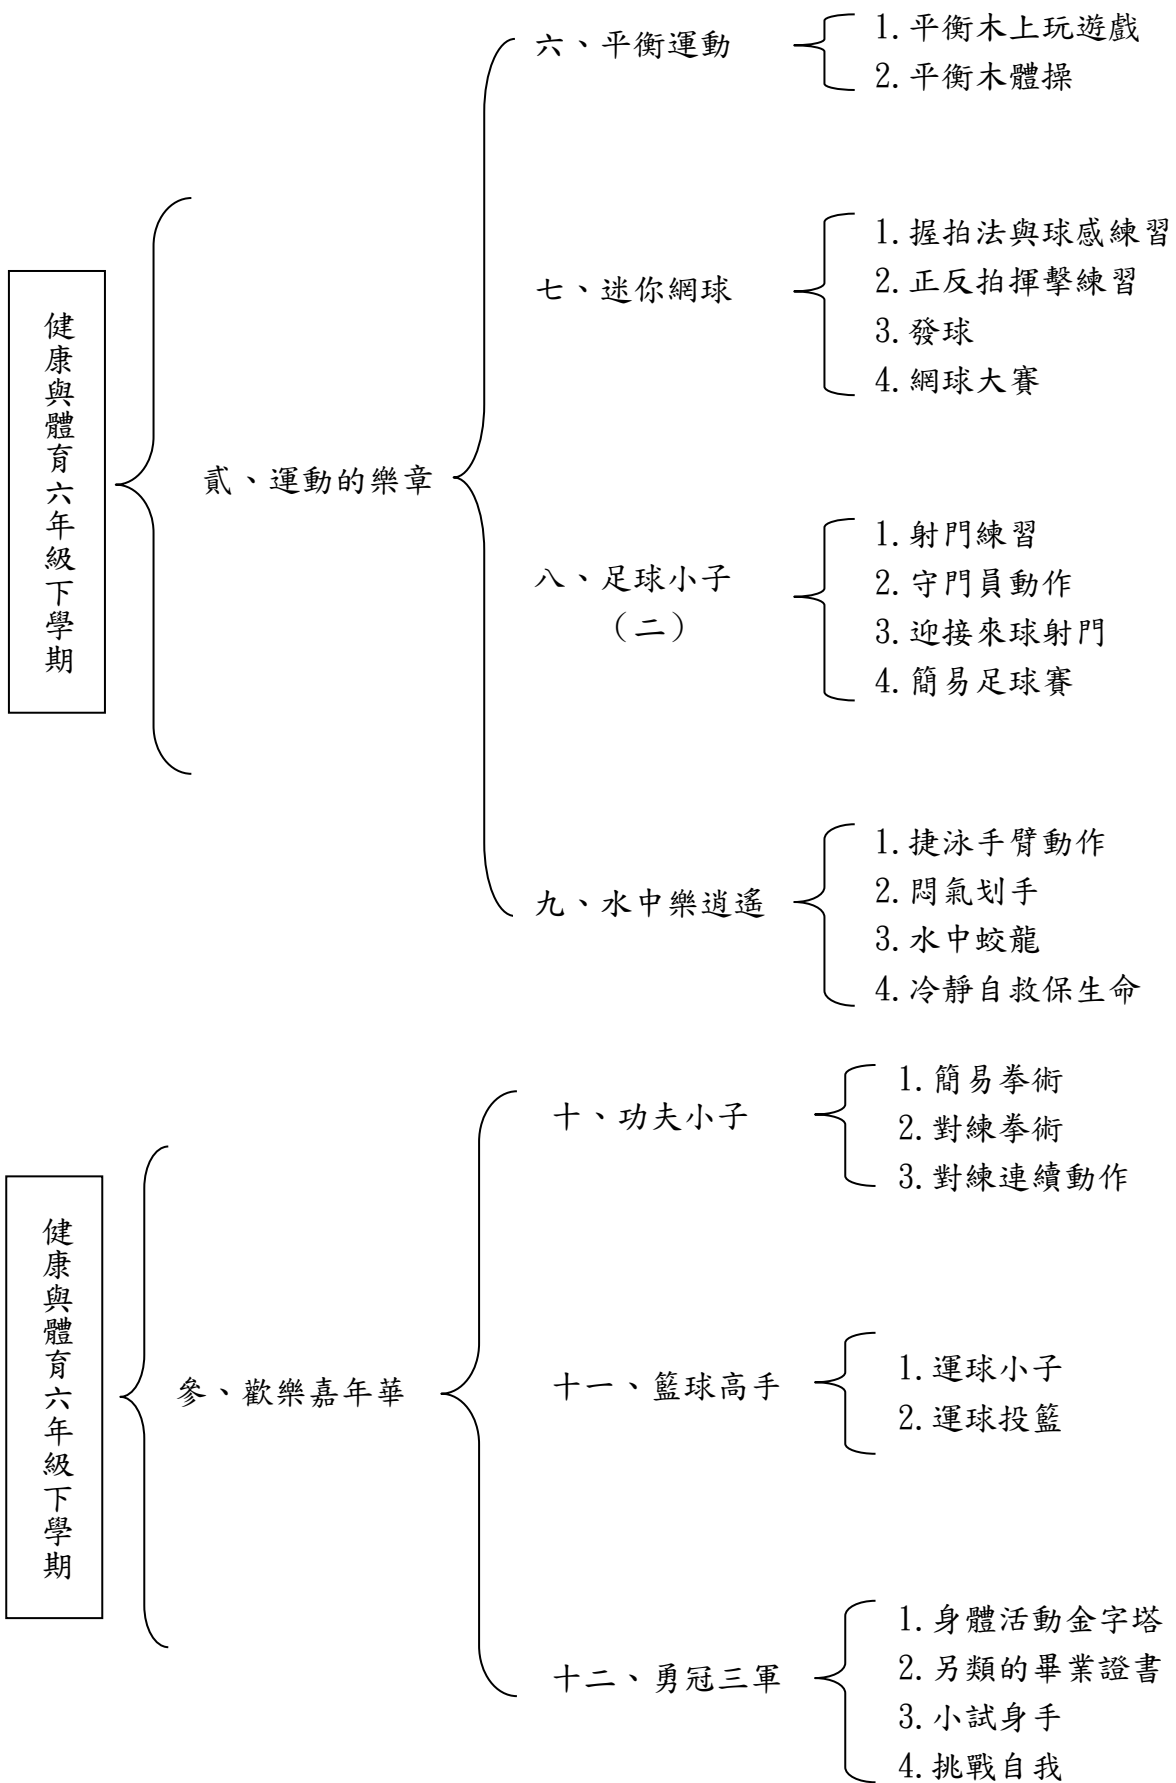 健康與體育六年級下學期
貳、運動的樂章
六、平衡運動
1.平衡木上玩遊戲
2.平衡木體操
七、迷你網球
1.握拍法與球感練習
2.正反拍揮擊練習
3.發球
4.網球大賽
八、足球小子
(二)
1.射門練習
2.守門員動作
3.迎接來球射門
4.簡易足球賽
九、水中樂逍遙
1.捷泳手臂動作
2.悶氣划手
3.水中蛟龍
4.冷靜自救保生命
健康與體育六年級下學期
參、歡樂嘉年華
十、功夫小子
1.簡易拳術
2.對練拳術
3.對練連續動作
十一、籃球高手
1.運球小子
2.運球投籃
十二、勇冠三軍
1.身體活動金字塔
2.另類的畢業證書
3.小試身手
4.挑戰自我